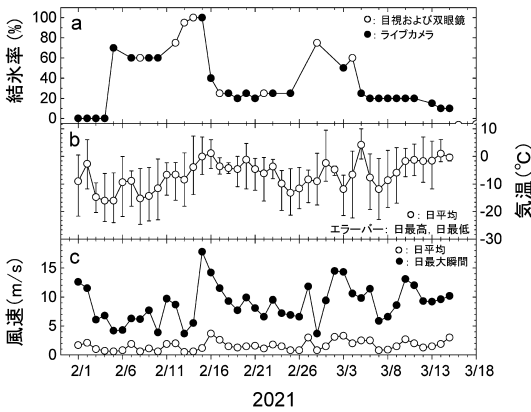 a
○: 目視および双眼鏡
●: ライブカメラ
結氷率 (%)
100
80
60
40
20
0
b
10
0
-10
-20
-30
気温 (℃)
○: 日平均
エラーバー: 日最高, 日最低
c
○: 日平均
●: 日最大瞬間
風速 (m/s)
15
10
5
0
2/1 2/6 2/11 2/16 2/21 2/26 3/3 3/8 3/13 3/18
2021